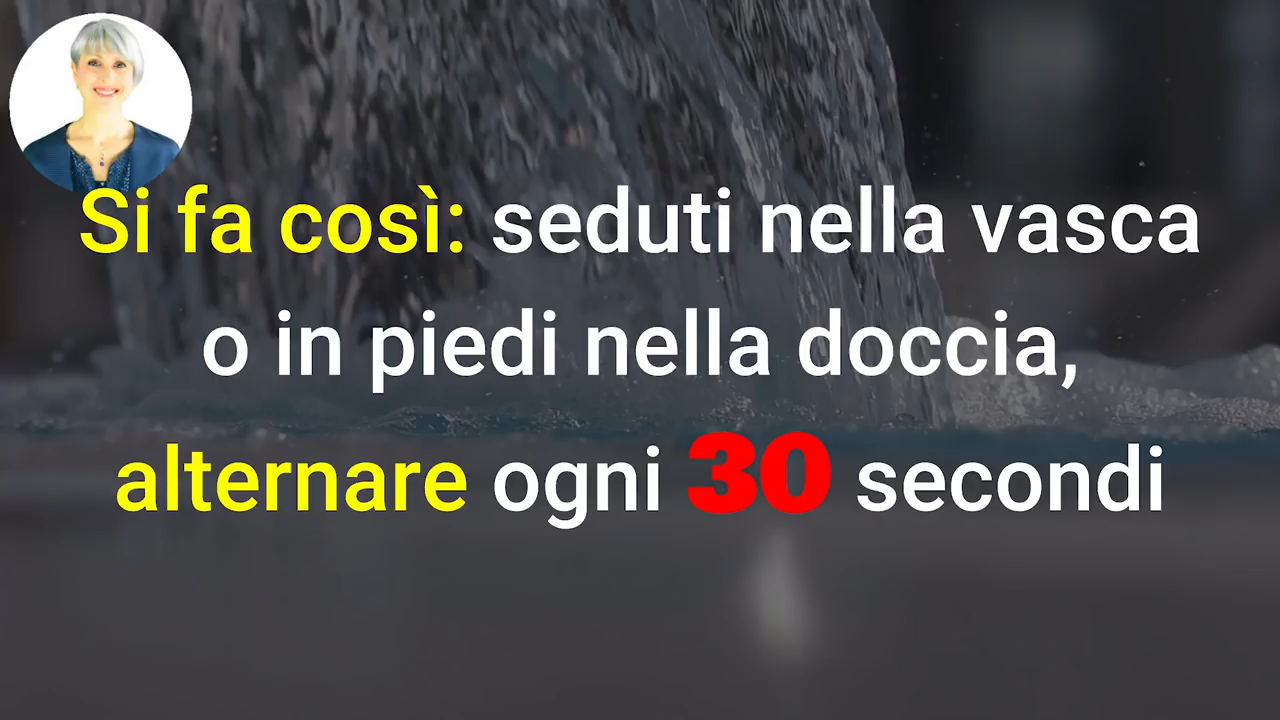 Si fa così: seduti nella vasca
o in piedi nella doccia,
alternare ogni 30 secondi